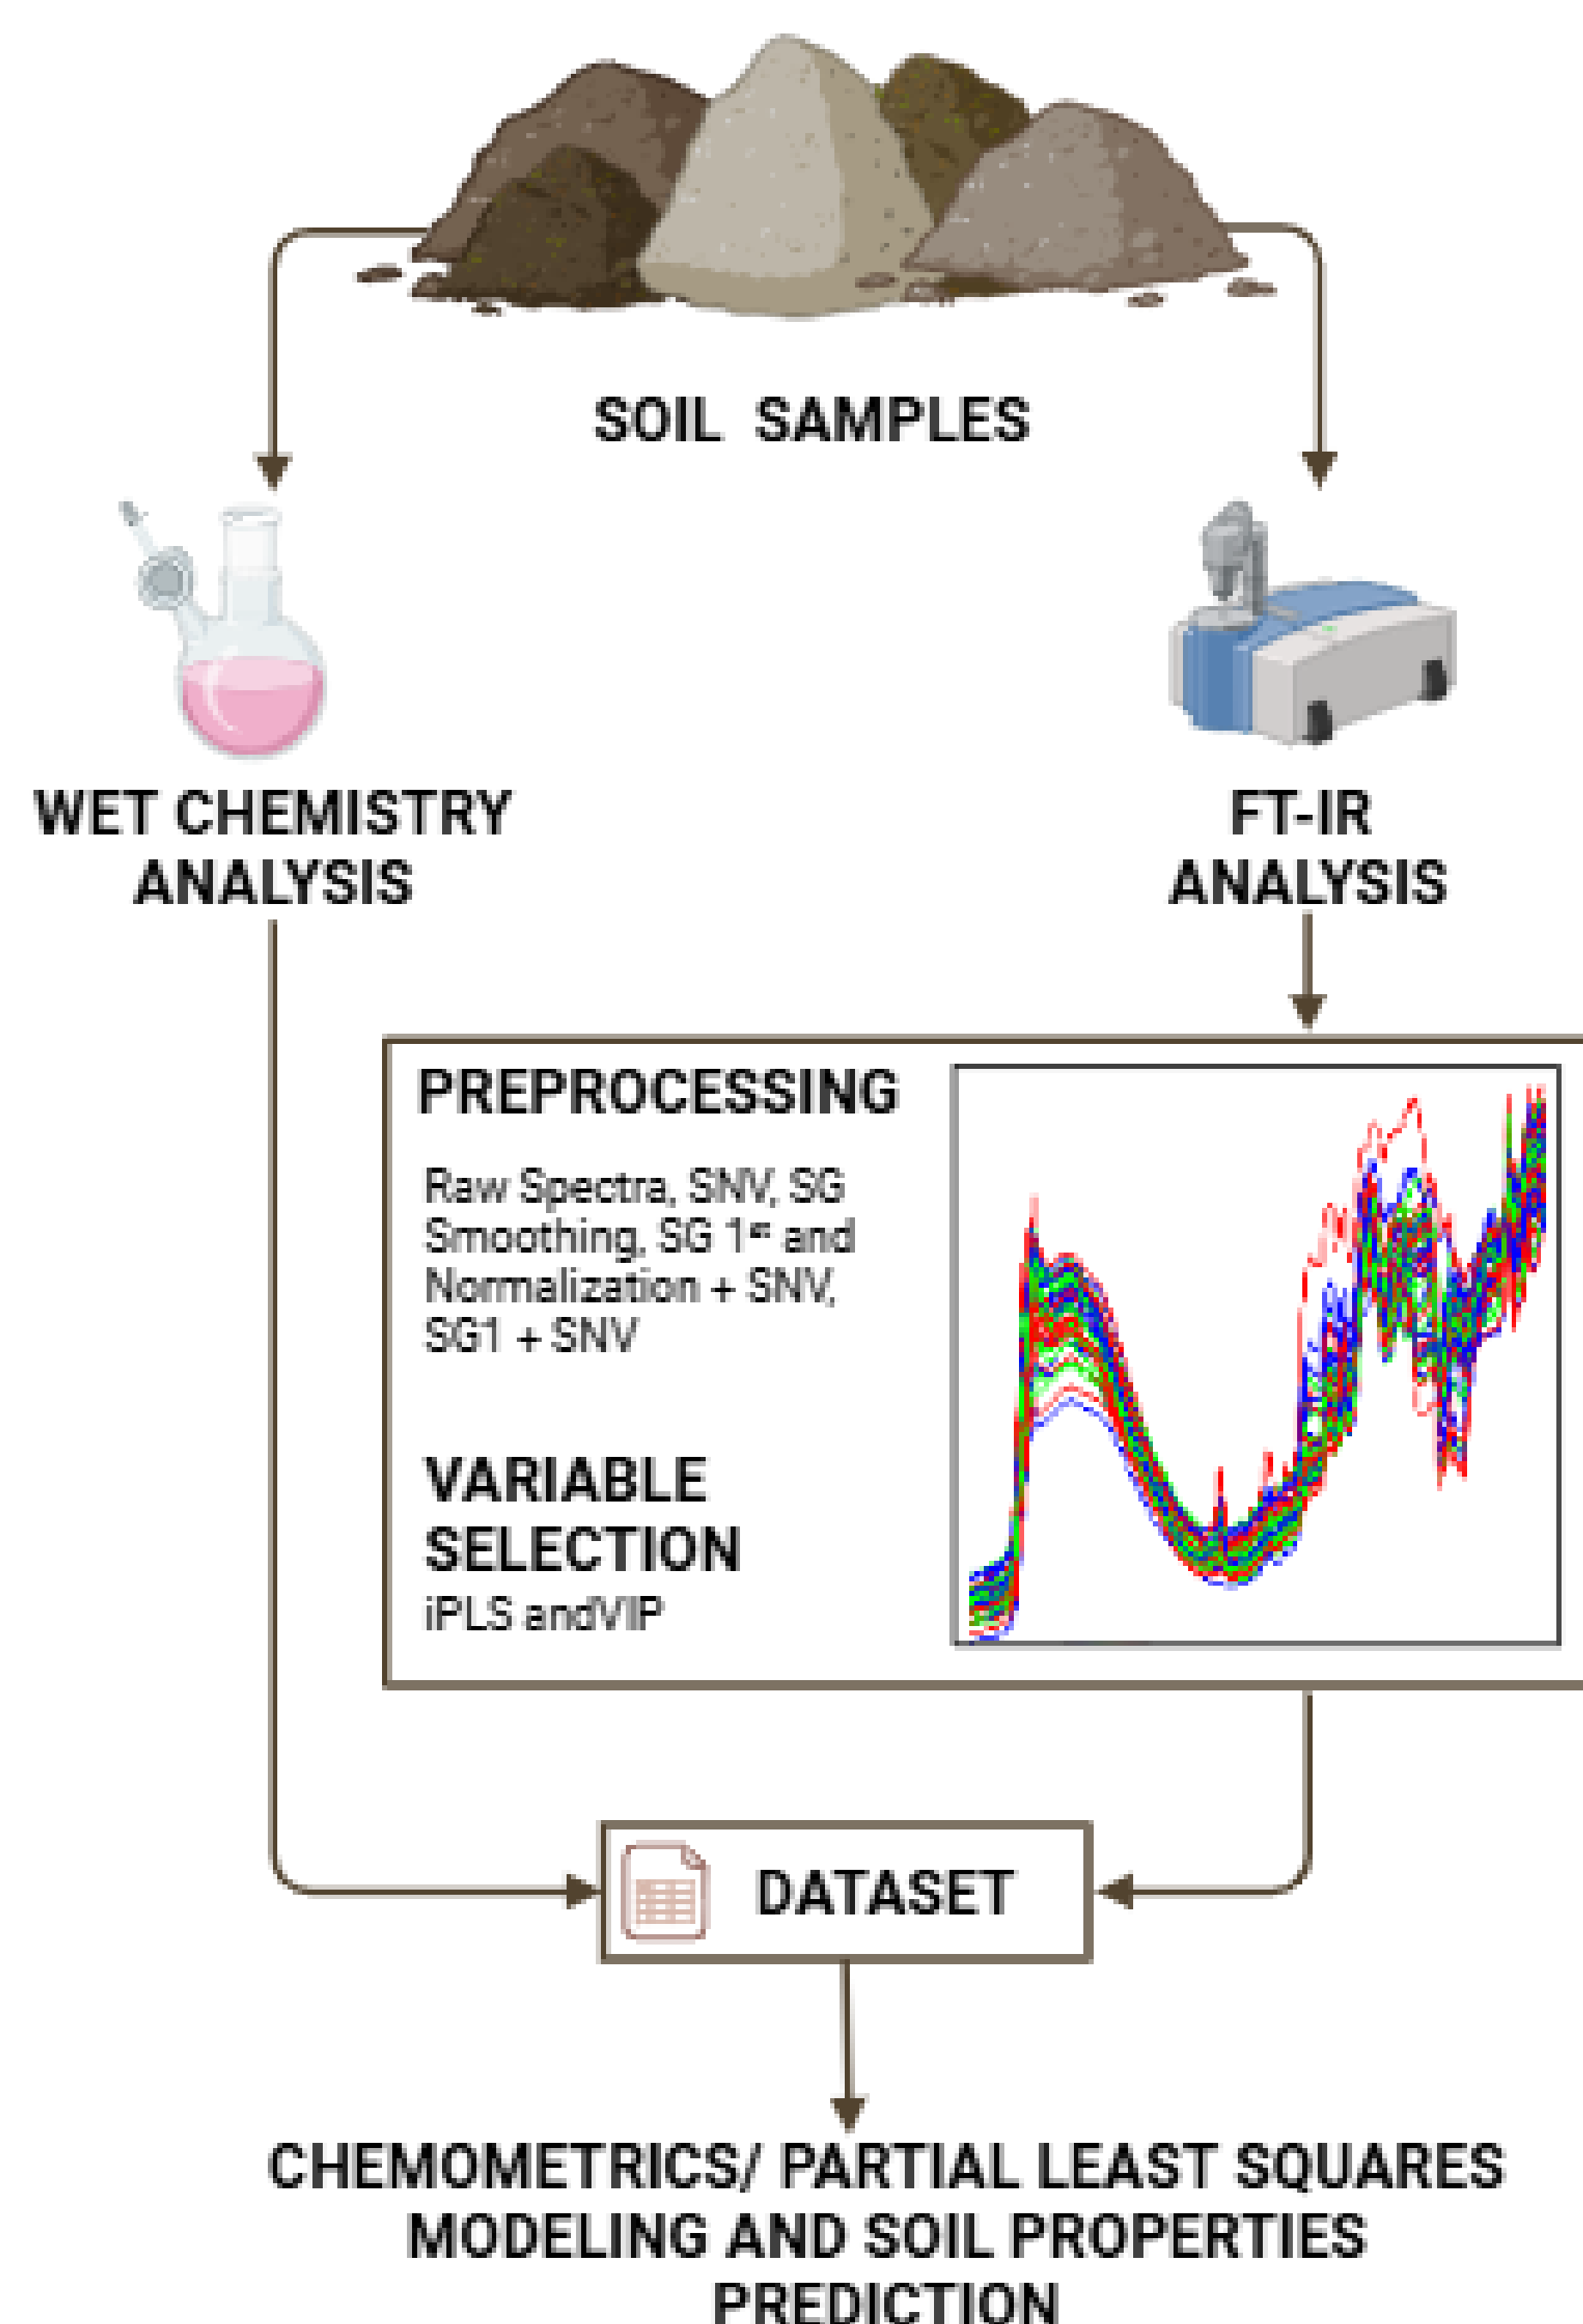 SOIL SAMPLES
WET CHEMISTRY
ANALYSIS
FT-IR
ANALYSIS
PREPROCESSING
Raw Spectra, SNV, SG
Smoothing, SG 1st and
Normalization + SNV,
SG1 + SNV
VARIABLE
SELECTION
iPLS andVIP
DATASET
CHEMOMETRICS/ PARTIAL LEAST SQUARES
MODELING AND SOIL PROPERTIES
PREDICTION